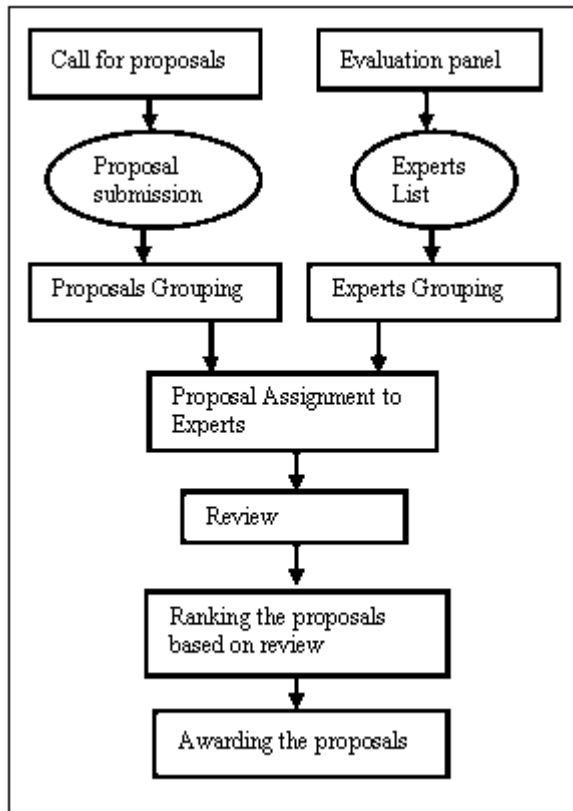 Call for proposals
Evaluation panel
Proposal
submission
Experts
List
Proposals Grouping
Experts Grouping
Proposal Assignment to
Experts
Review
Ranking the proposals
based on review
Awarding the proposals